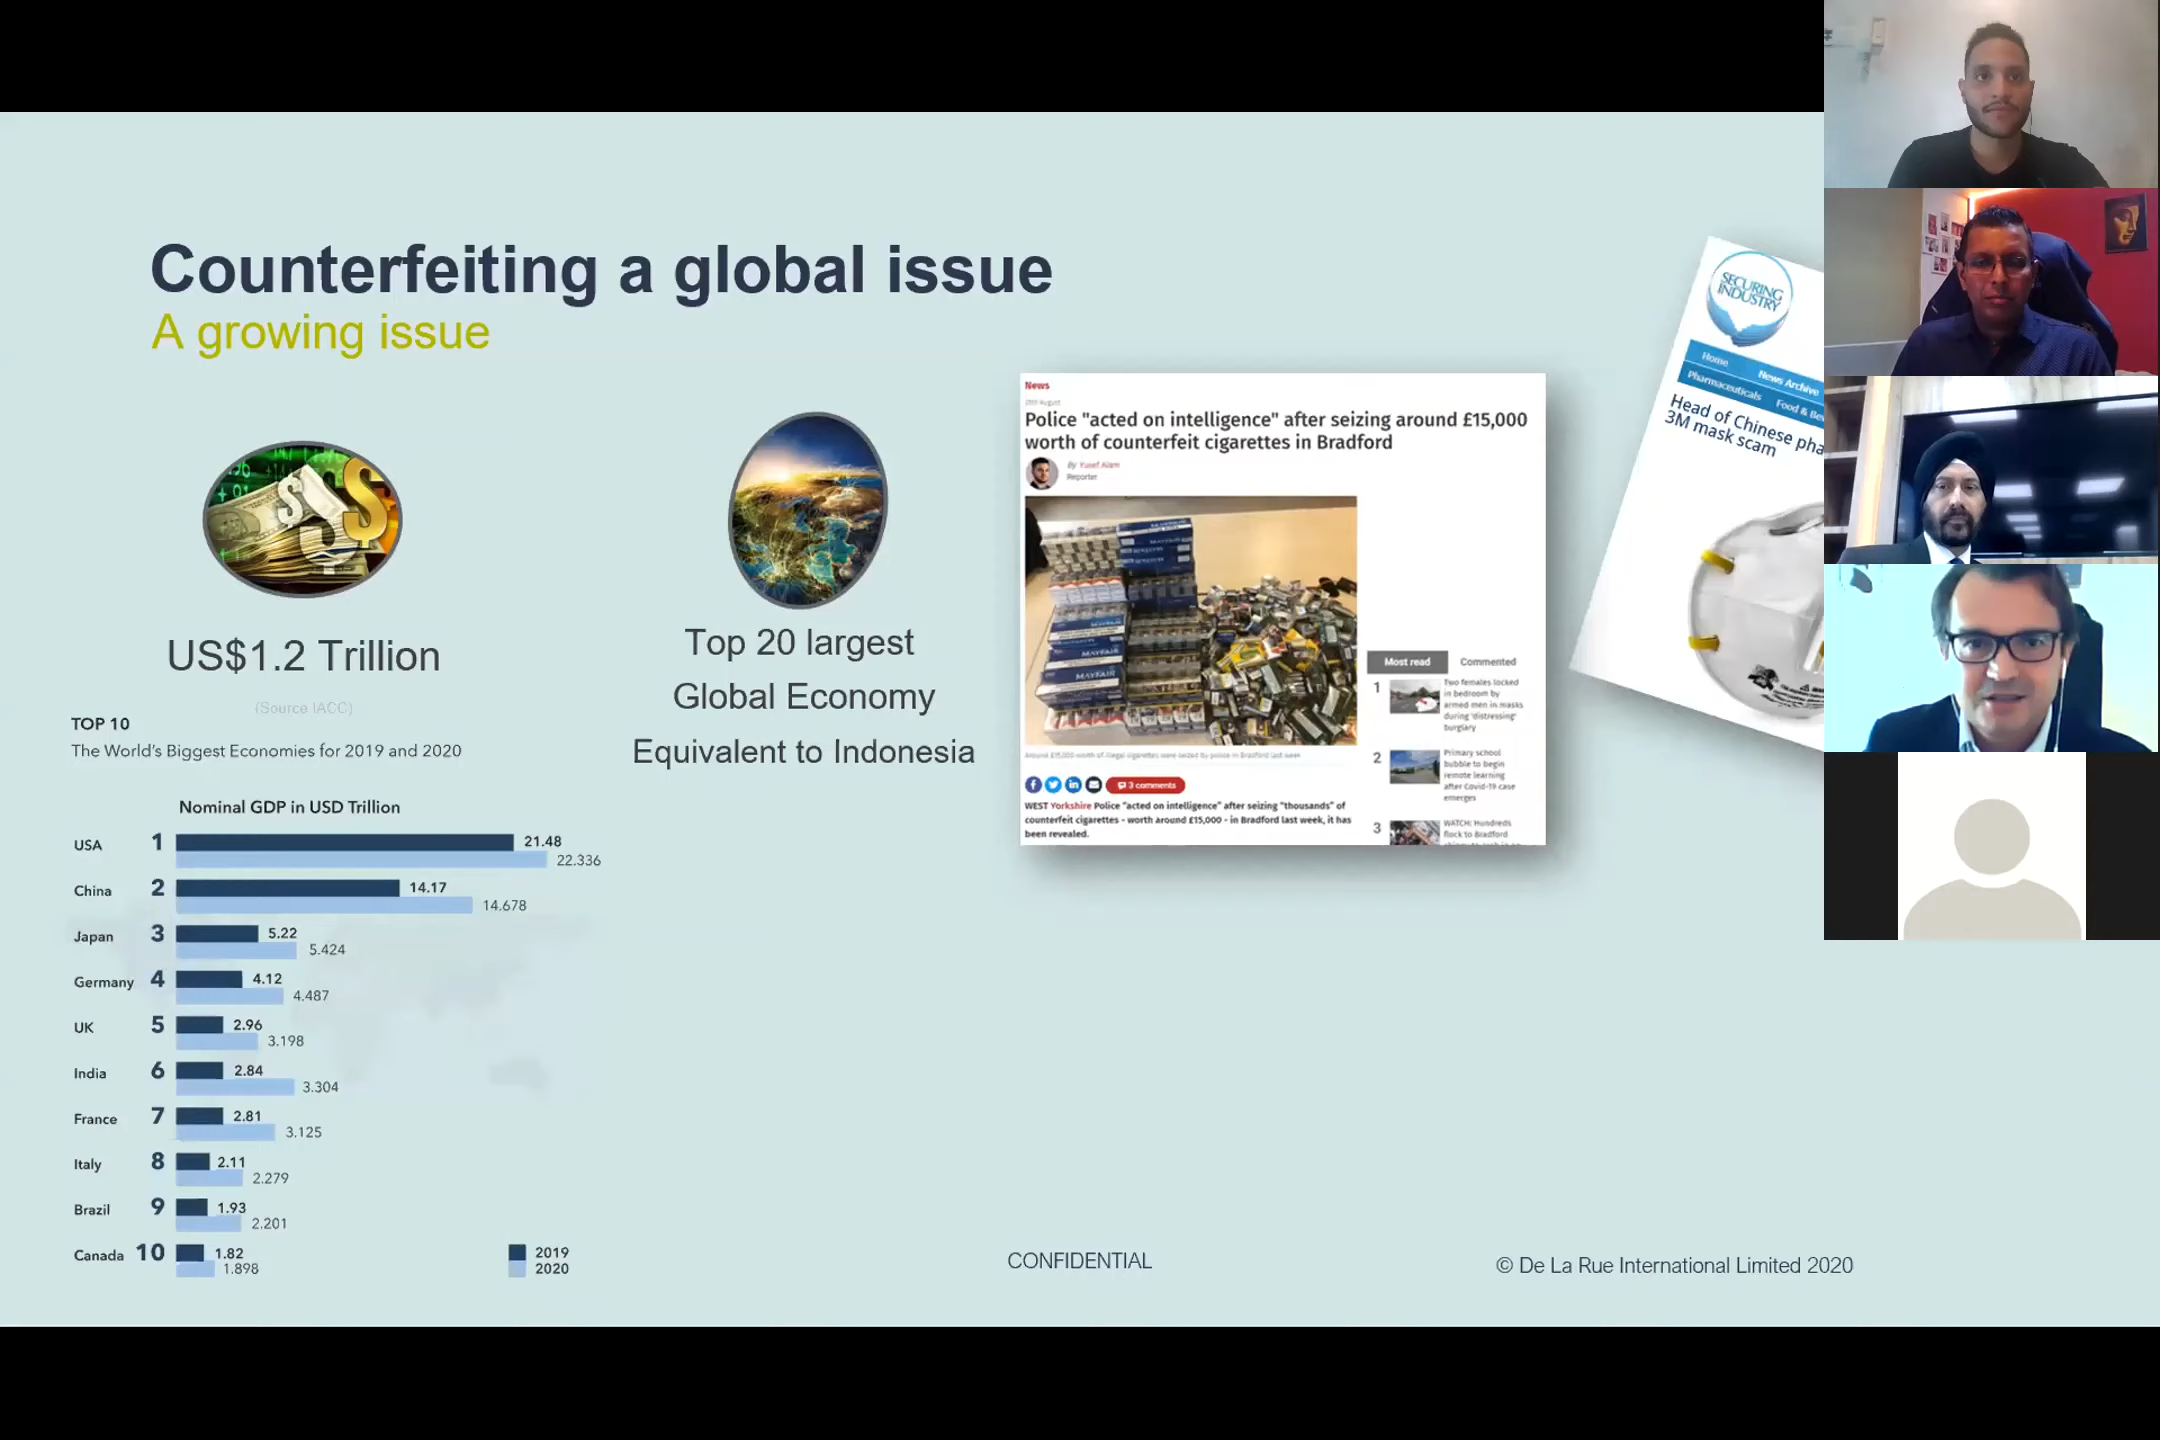 Counterfeiting a global issue
A growing issue
US$1.2 Trillion
(Source IACC)
Top 20 largest
Global Economy
Equivalent to Indonesia
TOP 10
The World's Biggest Economies for 2019 and 2020
Nominal GDP in USD Trillion
USA 1 21.48
22.336
China 2 14.17
14.678
Japan 3 5.22
5.424
Germany 4 4.12
4.487
UK 5 2.96
3.198
India 6 2.84
3.304
France 7 2.81
3.125
Italy 8 2.11
2.279
Brazil 9 1.93
2.201
Canada 10 1.82
1.898
2019
2020
News
Police "acted on intelligence" after seizing around £15,000
worth of counterfeit cigarettes in Bradford
By Yusef Alam
Reporter
MAYFAIR
MAYFAIR
MAYFAIR
Around £15,000 worth of illegal cigarettes were seized by police in Bradford last week
3 comments
WEST Yorkshire Police "acted on intelligence" after seizing "thousands" of
counterfeit cigarettes - worth around £15,000 - in Bradford last week, it has
been revealed.
Most read Commented
1 Two females locked
in bedroom by
armed men in masks
during 'distressing'
burglary
2 Primary school
bubble to begin
remote learning
after Covid-19 case
emerges
3 WATCH: Hundreds
flock to Bradford
SECURING
INDUSTRY
Home News Archive
Pharmaceuticals Food & Be
Head of Chinese pha
3M mask scam
CONFIDENTIAL
© De La Rue International Limited 2020